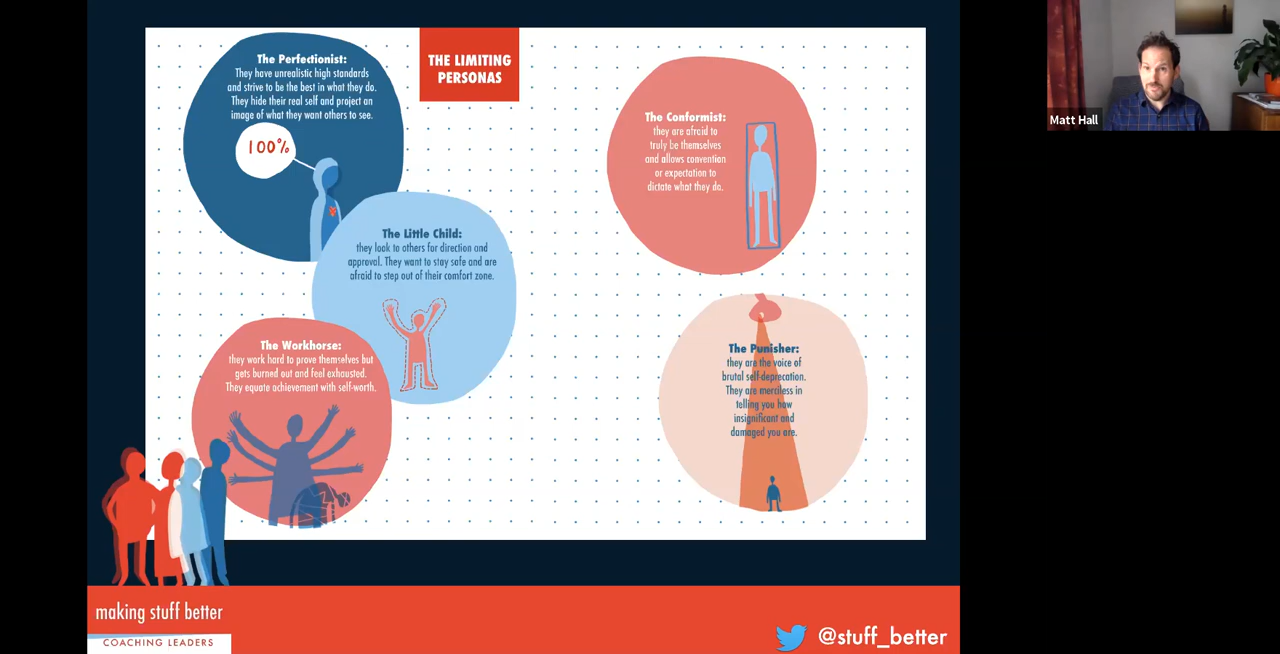 THE LIMITING
PERSONAS
The Perfectionist:
They have unrealistic high standards
and strive to be the best in what they do.
They hide their real self and project an
image of what they want others to see.
100%
The Little Child:
they look to others for direction and
approval. They want to stay safe and are
afraid to step out of their comfort zone.
The Workhorse:
they work hard to prove themselves but
gets burned out and feel exhausted.
They equate achievement with self-worth.
The Conformist:
they are afraid to
truly be themselves
and allows convention
or expectation to
dictate what they do.
The Punisher:
they are the voice of
brutal self-deprecation.
They are merciless in
telling you how
insignificant and
damaged you are.
making stuff better
COACHING LEADERS
@stuff_better
Matt Hall